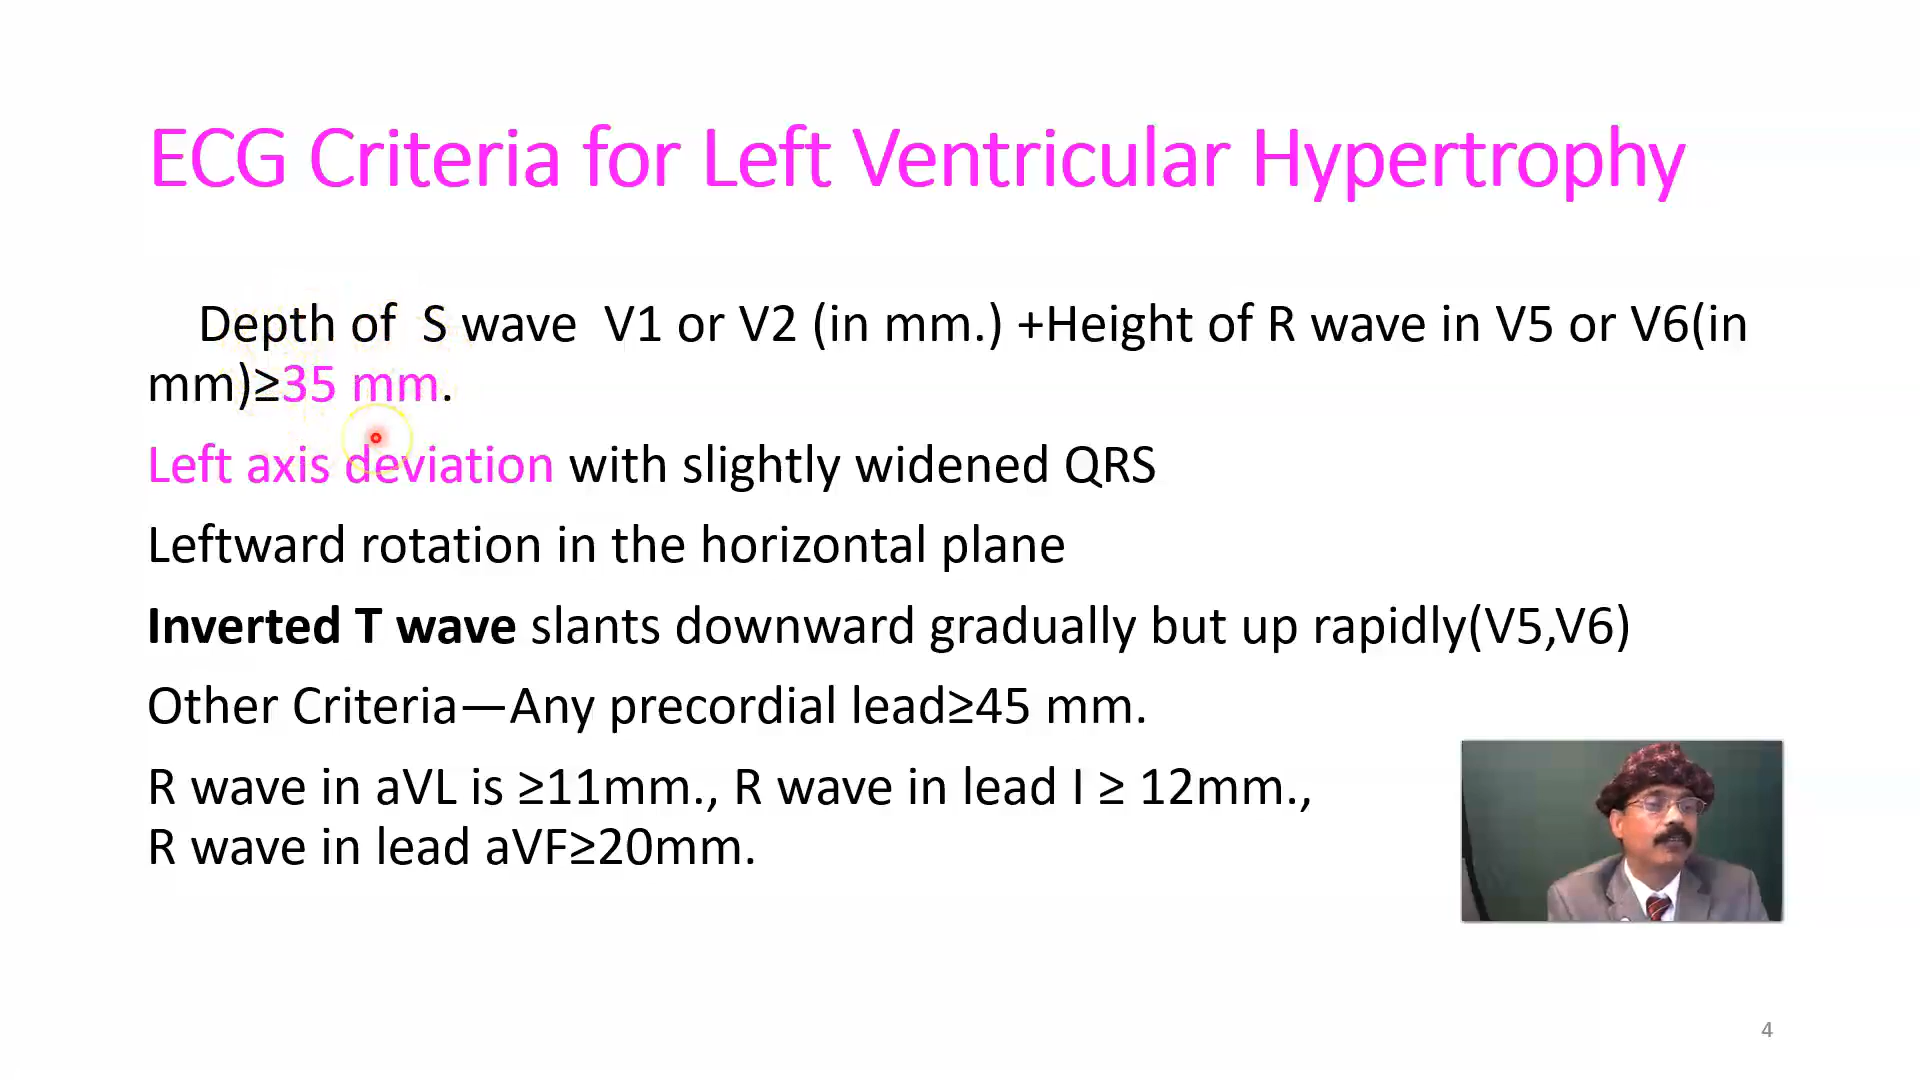 ECG Criteria for Left Ventricular Hypertrophy
Depth of S wave V1 or V2 (in mm.) +Height of R wave in V5 or V6(in
mm)≥35 mm.
Left axis deviation with slightly widened QRS
Leftward rotation in the horizontal plane
Inverted T wave slants downward gradually but up rapidly(V5,V6)
Other Criteria—Any precordial lead≥45 mm.
R wave in aVL is ≥11mm., R wave in lead I ≥ 12mm.,
R wave in lead aVF≥20mm.
4